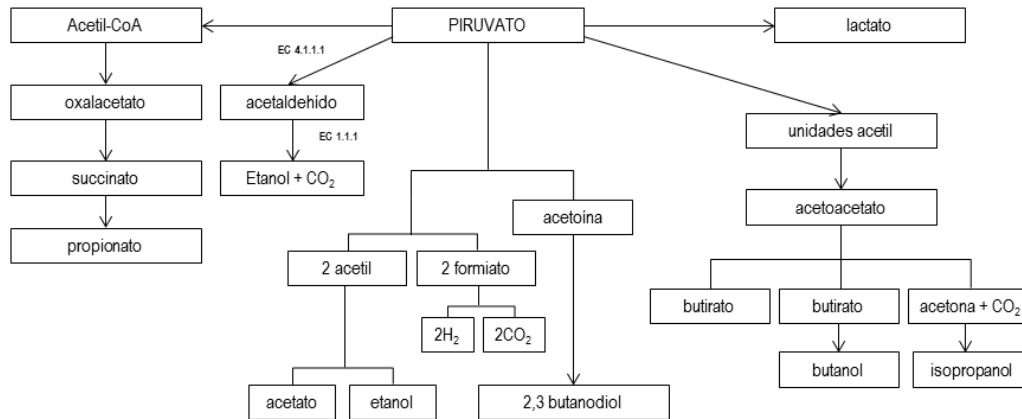 Acetil-CoA
PIRUVATO
lactato
EC 4.1.1.1
oxalacetato
acetaldehído
EC 1.1.1
unidades acetil
succinato
Etanol + CO₂
acetoína
acetoacetato
propionato
2 acetil
2 formiato
butirato
butirato
acetona + CO₂
2H₂
2CO₂
butanol
isopropanol
acetato
etanol
2,3 butanodiol